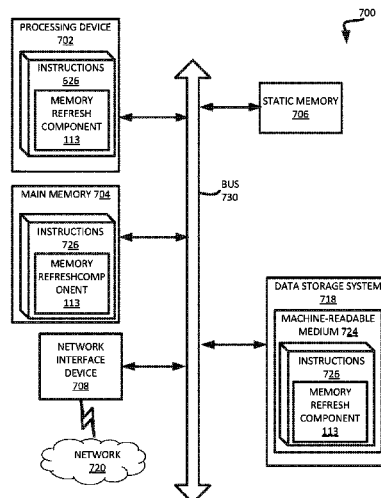 700
PROCESSING DEVICE
702
INSTRUCTIONS
626
MEMORY
REFRESH
COMPONENT
113
STATIC MEMORY
706
BUS
730
MAIN MEMORY 704
INSTRUCTIONS
726
MEMORY
REFRESHCOMP
ONENT
113
DATA STORAGE SYSTEM
718
MACHINE-READABLE
MEDIUM 724
INSTRUCTIONS
726
MEMORY
REFRESH
COMPONENT
113
NETWORK
INTERFACE
DEVICE
708
NETWORK
720